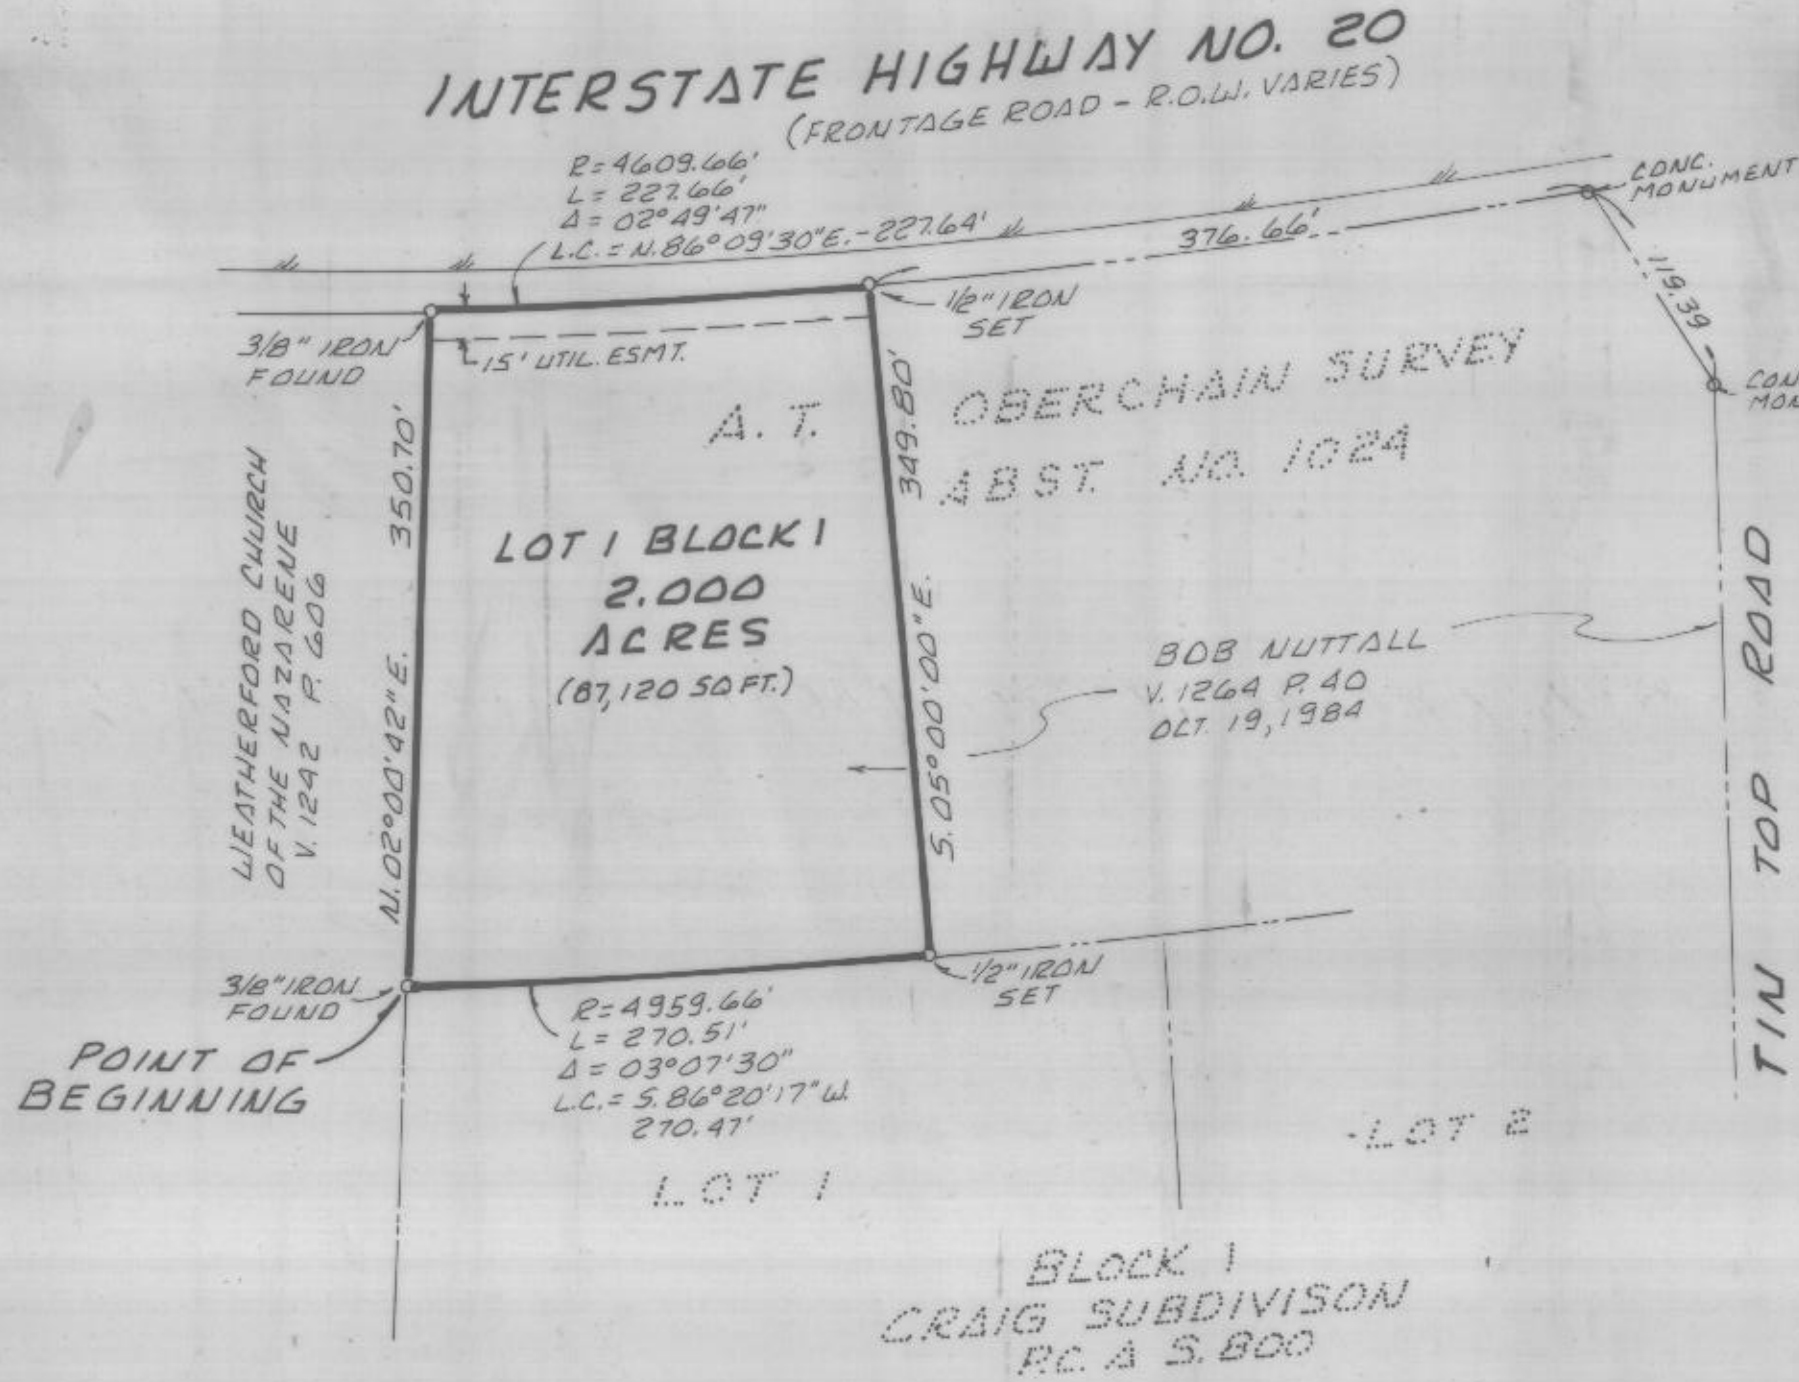 INTERSTATE HIGHWAY NO. 20
(FRONTAGE ROAD - R.O.W. VARIES)
R=4609.66'
L= 227.66'
Δ= 02°49'47"
L.C.= N.86°09'30"E.-227.64'
376.66'
CONC.
MONUMENT
119.39
3/8" IRON
FOUND
15' UTIL. ESMT.
1/2" IRON
SET
A. T.
OBERCHAIN SURVEY
ABST. NO. 1024
WEATHERFORD CHURCH
OF THE NAZARENE
V. 1242 P. 606
N.02°00'42"E. 350.70'
LOT 1 BLOCK 1
2.000
ACRES
(87,120 SQ FT.)
349.80'
S.05°00'00"E.
BOB NUTTALL
V. 1264 P. 40
OCT. 19, 1984
CON
MON
TIN TOP ROAD
3/8" IRON
FOUND
POINT OF
BEGINNING
1/2" IRON
SET
R=4959.66'
L= 270.51'
Δ= 03°07'30"
L.C.= S.86°20'17"W.
270.47'
LOT 1
LOT 2
BLOCK 1
CRAIG SUBDIVISON
P.C. A S. 800